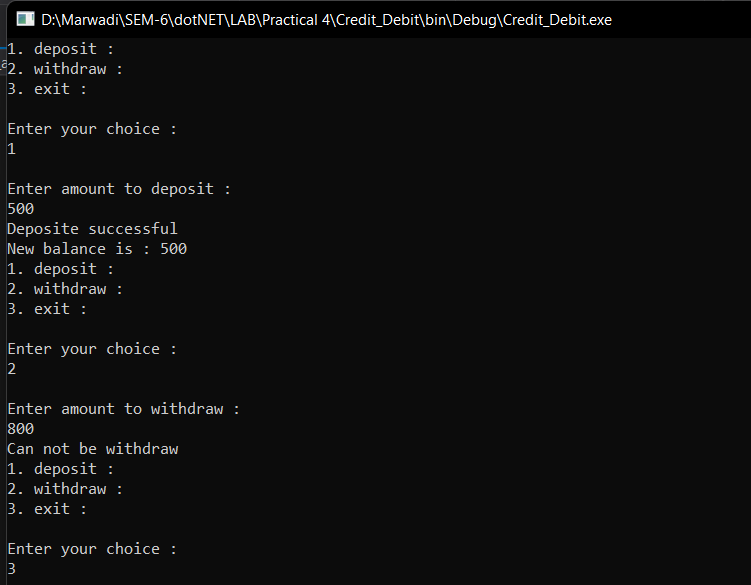 D:\Marwadi\SEM-6\dotNET\LAB\Practical 4\Credit_Debit\bin\Debug\Credit_Debit.exe
1. deposit :
2. withdraw :
3. exit :
Enter your choice :
1
Enter amount to deposit :
500
Deposite successful
New balance is : 500
1. deposit :
2. withdraw :
3. exit :
Enter your choice :
2
Enter amount to withdraw :
800
Can not be withdraw
1. deposit :
2. withdraw :
3. exit :
Enter your choice :
3